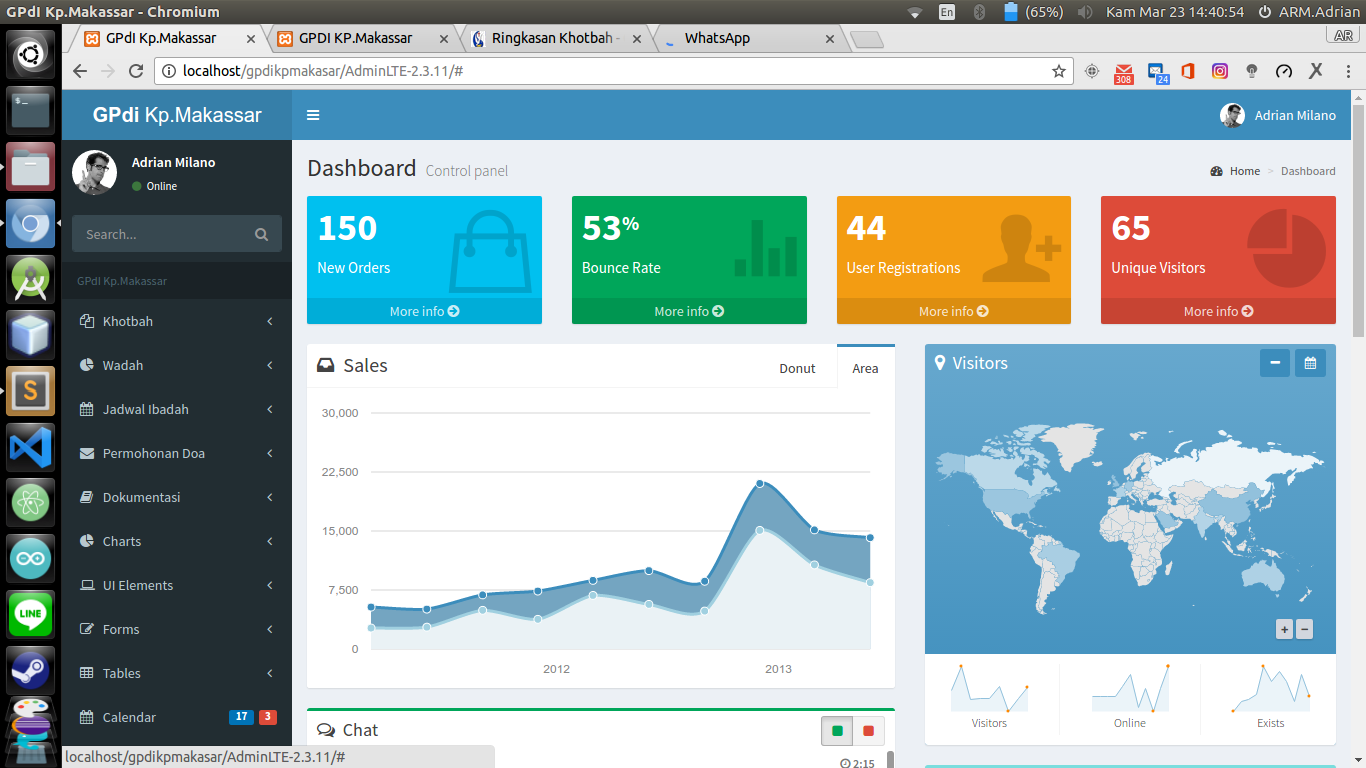 GPdI Kp.Makassar - Chromium
En
(65%)
Kam Mar 23 14:40:54
ARM.Adrian
GPdI Kp.Makassar
GPDI KP.Makassar
Ringkasan Khotbah -
WhatsApp
AR
localhost/gpdikpmakasar/AdminLTE-2.3.11/#
308
24
GPdi Kp.Makassar
Adrian Milano
Adrian Milano
Online
Search...
GPdI Kp.Makassar
Khotbah
Wadah
Jadwal Ibadah
Permohonan Doa
Dokumentasi
Charts
UI Elements
Forms
Tables
Calendar
17
3
Dashboard
Control panel
Home > Dashboard
150
New Orders
More info
53%
Bounce Rate
More info
44
User Registrations
More info
65
Unique Visitors
More info
Sales
Donut
Area
30,000
22,500
15,000
7,500
0
2012
2013
Visitors
+
−
Visitors
Online
Exists
Chat
2:15
localhost/gpdikpmakasar/AdminLTE-2.3.11/#
S
LINE